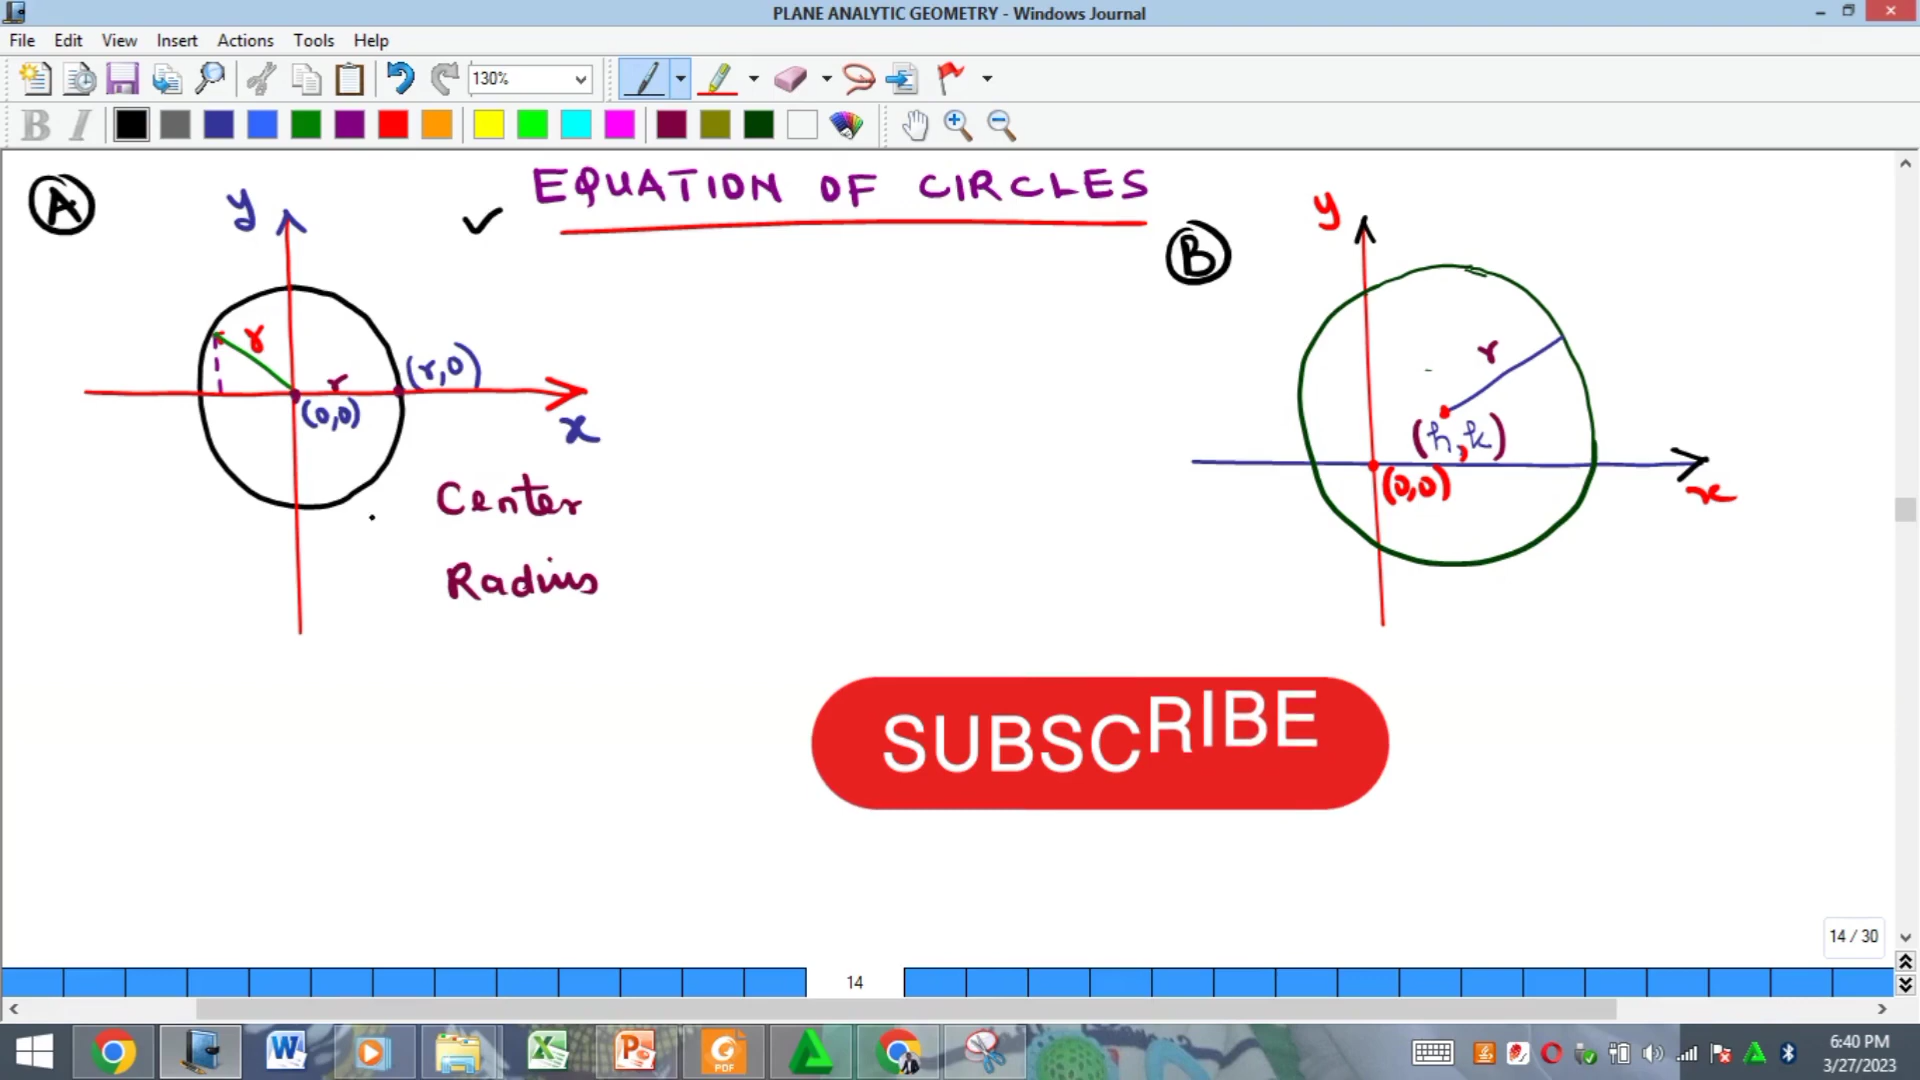 PLANE ANALYTIC GEOMETRY - Windows Journal
File Edit View Insert Actions Tools Help
130%
B I
EQUATION OF CIRCLES
A
y
r
r
(r,0)
(0,0)
x
Center
Radius
B
y
r
(h,k)
(0,0)
x
SUBSCRIBE
14 / 30
14
PDF
6:40 PM
3/27/2023